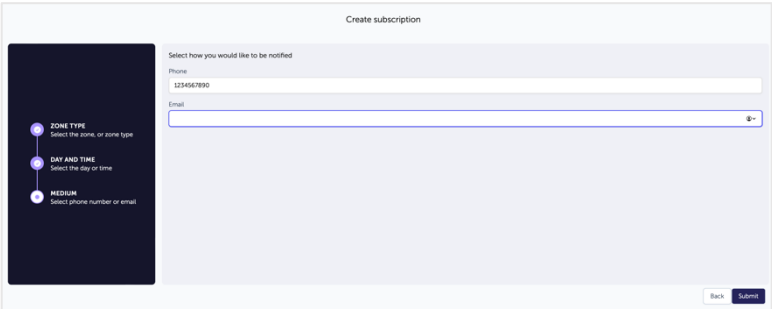 Create subscription
ZONE TYPE
Select the zone, or zone type
DAY AND TIME
Select the day or time
MEDIUM
Select phone number or email
Select how you would like to be notified
Phone
1234567890
Email
Back
Submit